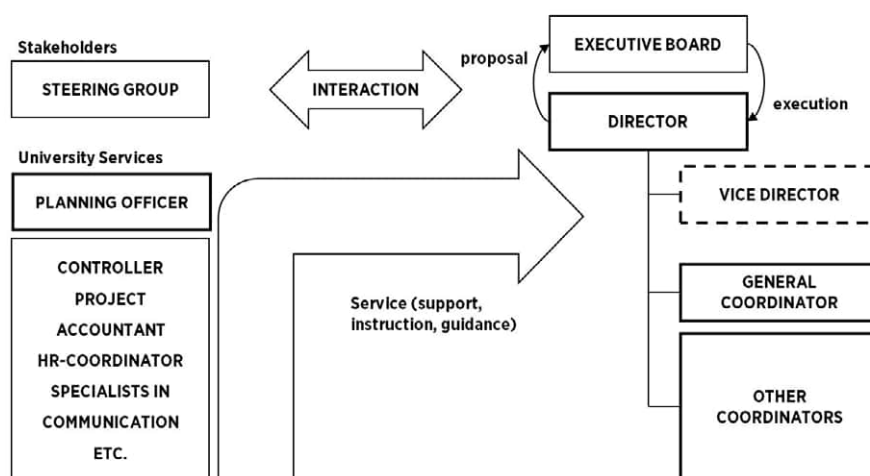 Stakeholders
STEERING GROUP
INTERACTION
proposal
EXECUTIVE BOARD
execution
DIRECTOR
University Services
PLANNING OFFICER
CONTROLLER
PROJECT
ACCOUNTANT
HR-COORDINATOR
SPECIALISTS IN
COMMUNICATION
ETC.
Service (support,
instruction, guidance)
VICE DIRECTOR
GENERAL
COORDINATOR
OTHER
COORDINATORS